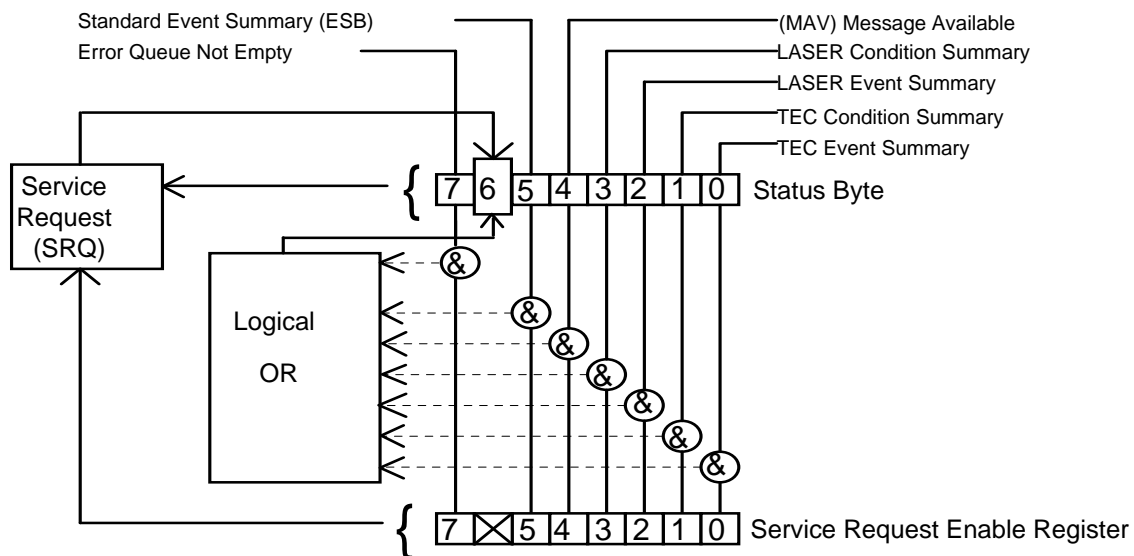 Standard Event Summary (ESB)
Error Queue Not Empty
(MAV) Message Available
LASER Condition Summary
LASER Event Summary
TEC Condition Summary
TEC Event Summary
Service
Request
(SRQ)
{ 7 6 5 4 3 2 1 0 Status Byte
&
&
&
&
&
&
&
Logical
OR
{ 7 5 4 3 2 1 0 Service Request Enable Register